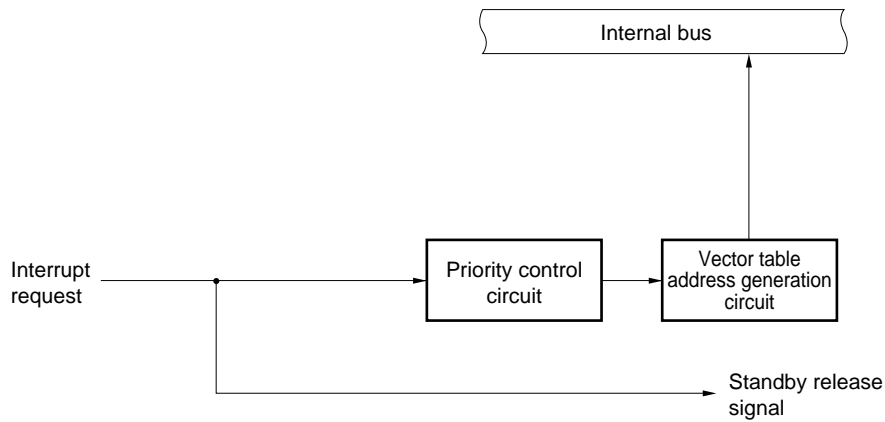 Internal bus
Interrupt
request
Priority control
circuit
Vector table
address generation
circuit
Standby release
signal